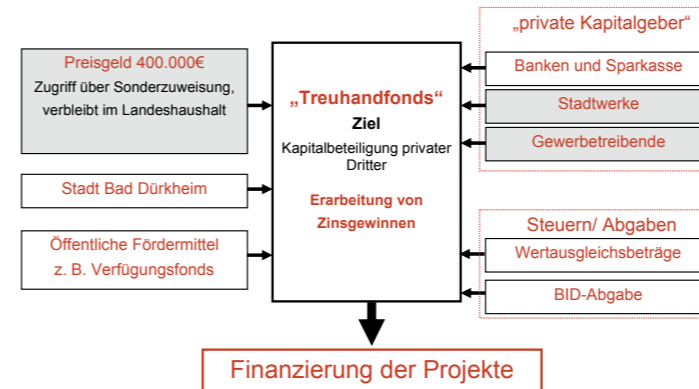 Preisgeld 400.000€
Zugriff über Sonderzuweisung,
verbleibt im Landeshaushalt
Stadt Bad Dürkheim
Öffentliche Fördermittel
z. B. Verfügungsfonds
„Treuhandfonds“
Ziel
Kapitalbeteiligung privater
Dritter
Erarbeitung von
Zinsgewinnen
„private Kapitalgeber“
Banken und Sparkasse
Stadtwerke
Gewerbetreibende
Steuern/ Abgaben
Wertausgleichsbeträge
BID-Abgabe
Finanzierung der Projekte